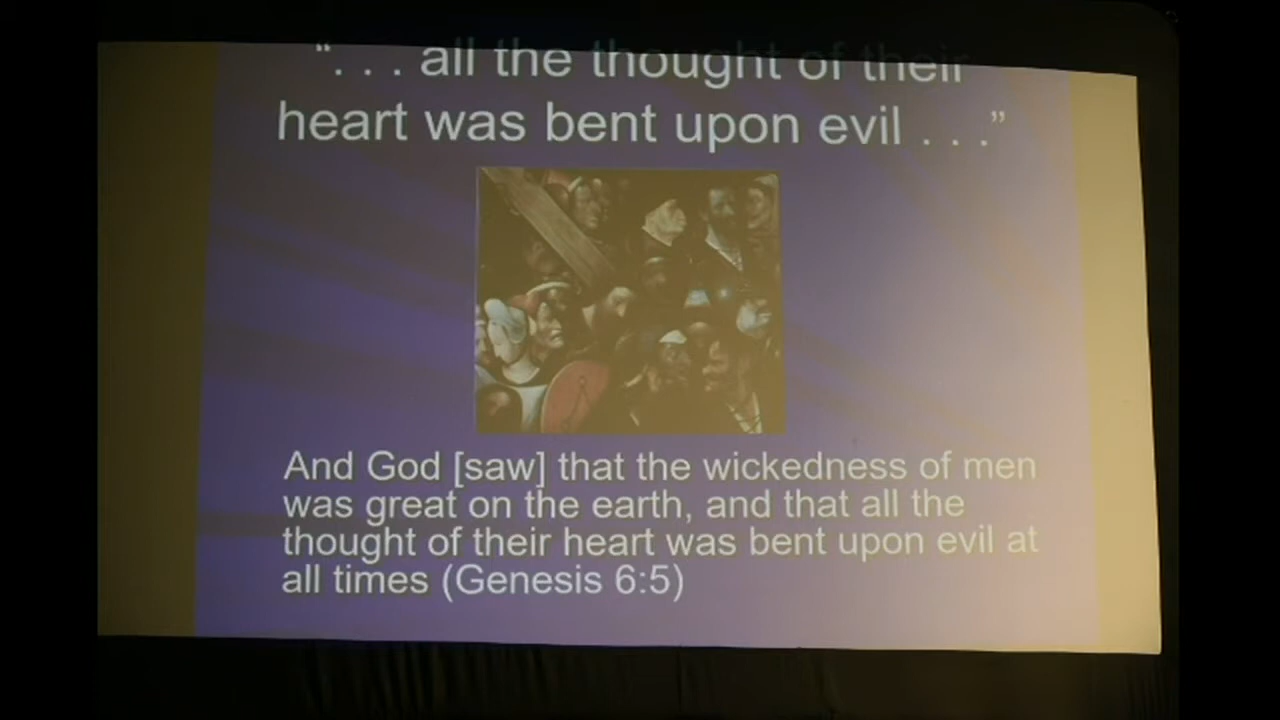 “. . . all the thought of their
heart was bent upon evil . . .”
And God [saw] that the wickedness of men
was great on the earth, and that all the
thought of their heart was bent upon evil at
all times (Genesis 6:5)